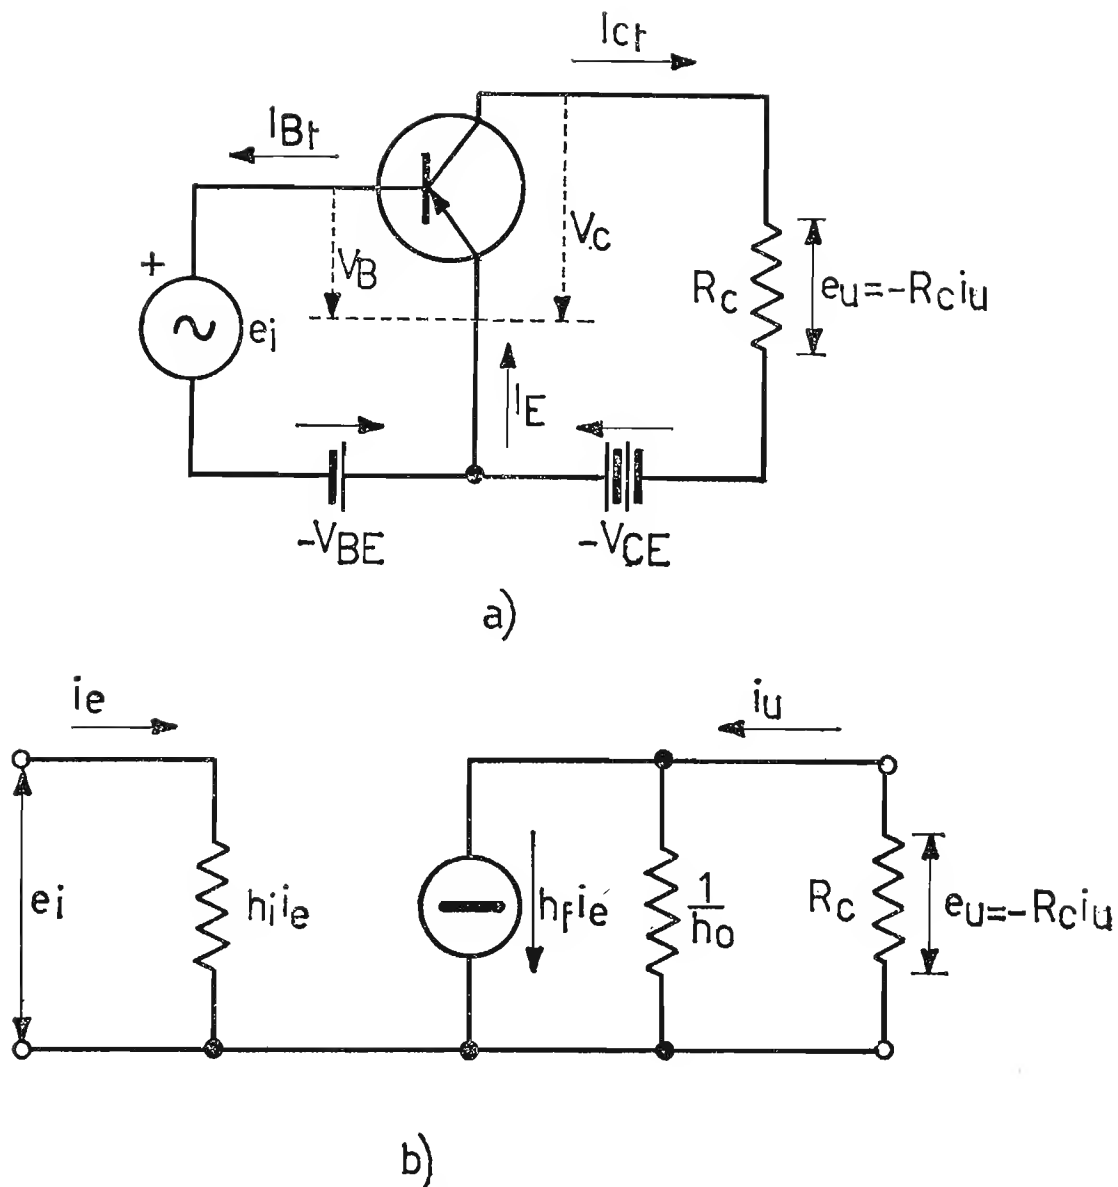 ICt
IBt
VB
VC
+
ei
RC
eu=-RCiu
IE
-VBE
-VCE
a)
ie
iu
ei
hiie
hfie
1/ho
RC
eu=-RCiu
b)